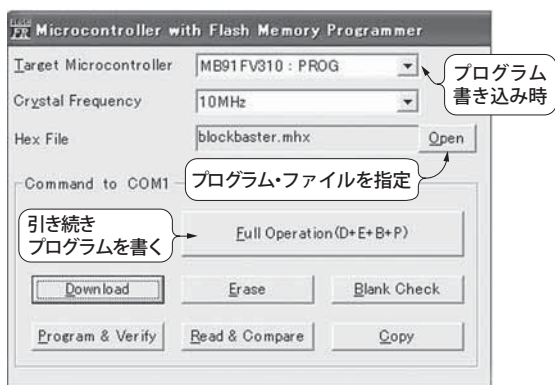 FLASH
FR Microcontroller with Flash Memory Programmer
Target Microcontroller
MB91FV310 : PROG
プログラム
書き込み時
Crystal Frequency
10MHz
Hex File
blockbaster.mhx
Open
プログラム・ファイルを指定
Command to COM1
引き続き
プログラムを書く
Full Operation(D+E+B+P)
Download
Erase
Blank Check
Program & Verify
Read & Compare
Copy